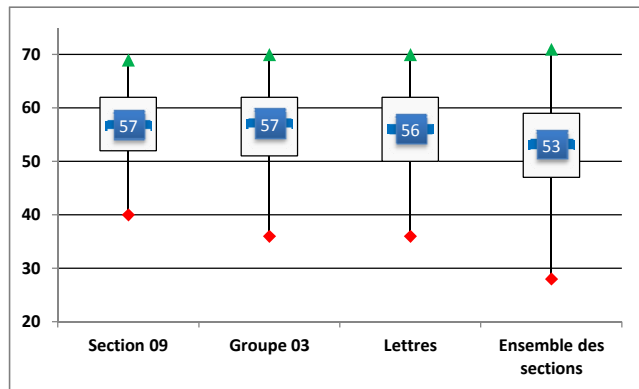 70
60
50
40
30
20
57
57
56
53
Section 09
Groupe 03
Lettres
Ensemble des
sections